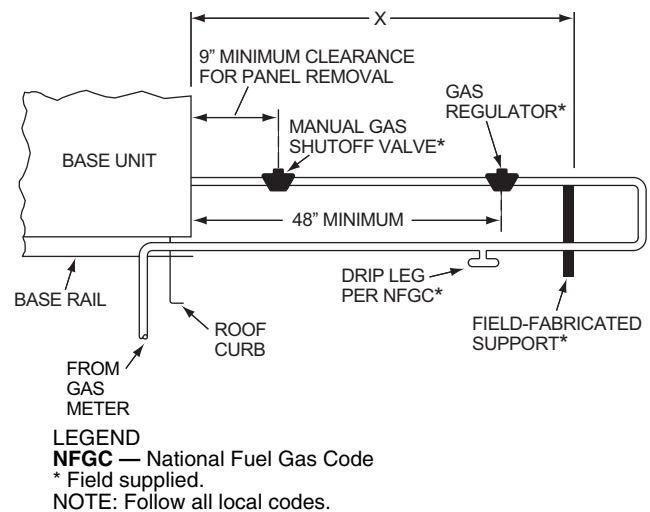 X
9” MINIMUM CLEARANCE
FOR PANEL REMOVAL
GAS
REGULATOR*
MANUAL GAS
SHUTOFF VALVE*
BASE UNIT
48” MINIMUM
BASE RAIL
ROOF
CURB
DRIP LEG
PER NFGC*
FIELD-FABRICATED
SUPPORT*
FROM
GAS
METER
LEGEND
NFGC — National Fuel Gas Code
* Field supplied.
NOTE: Follow all local codes.